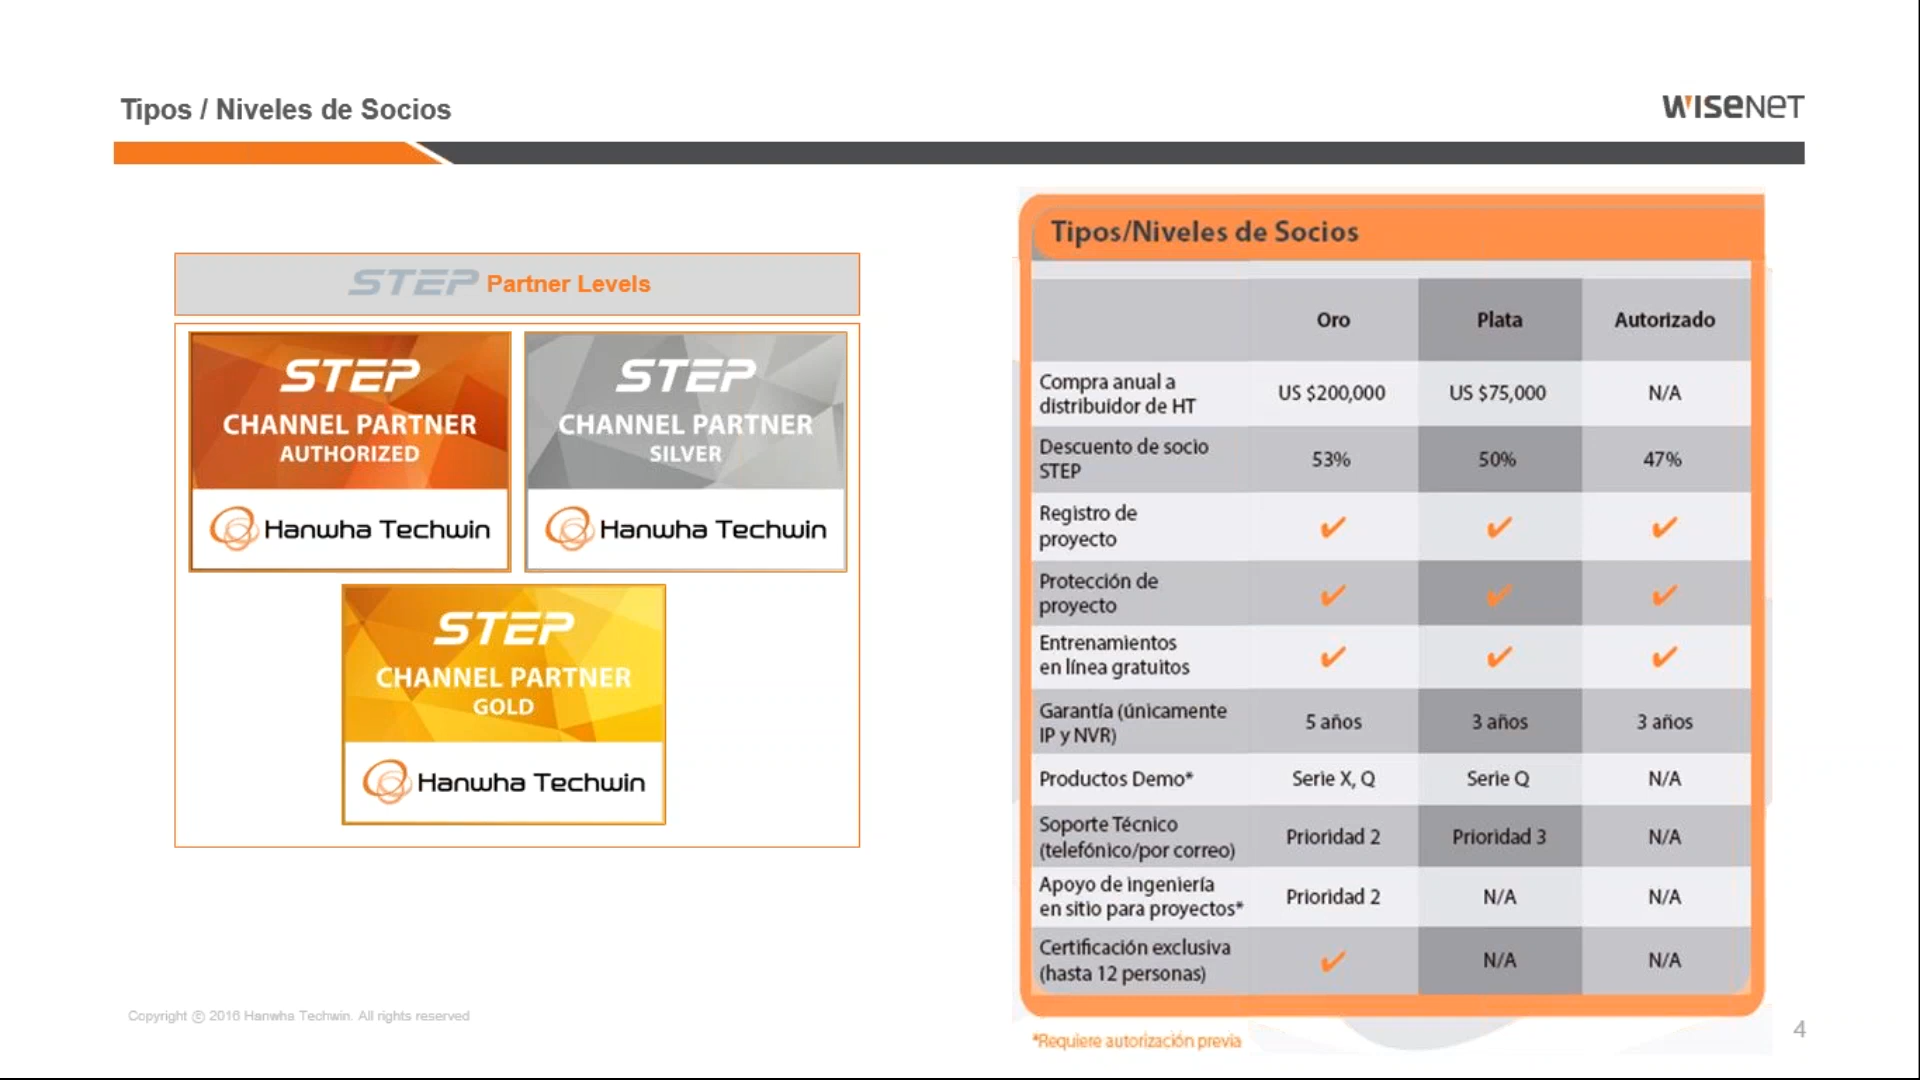 Tipos / Niveles de Socios
WISENET
STEP Partner Levels
STEP
CHANNEL PARTNER
AUTHORIZED
Hanwha Techwin
STEP
CHANNEL PARTNER
SILVER
Hanwha Techwin
STEP
CHANNEL PARTNER
GOLD
Hanwha Techwin
Tipos/Niveles de Socios
Oro Plata Autorizado
Compra anual a
distribuidor de HT US $200,000 US $75,000 N/A
Descuento de socio
STEP 53% 50% 47%
Registro de
proyecto ✔ ✔ ✔
Protección de
proyecto ✔ ✔ ✔
Entrenamientos
en línea gratuitos ✔ ✔ ✔
Garantía (únicamente
IP y NVR) 5 años 3 años 3 años
Productos Demo* Serie X, Q Serie Q N/A
Soporte Técnico
(telefónico/por correo) Prioridad 2 Prioridad 3 N/A
Apoyo de ingeniería
en sitio para proyectos* Prioridad 2 N/A N/A
Certificación exclusiva
(hasta 12 personas) ✔ N/A N/A
*Requiere autorización previa
Copyright ⓒ 2016 Hanwha Techwin. All rights reserved
4